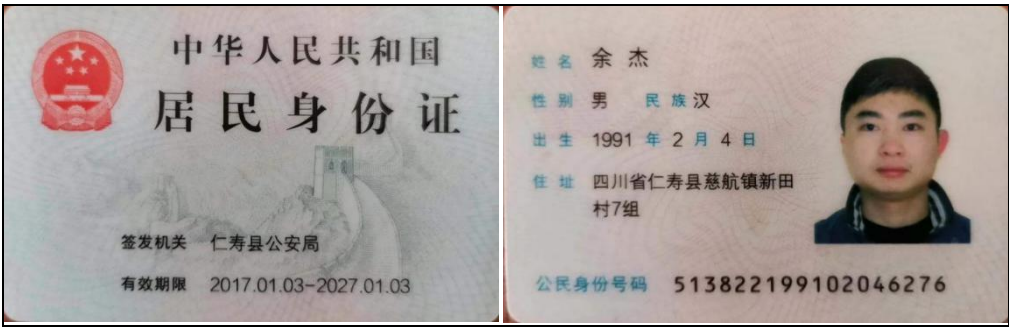 中华人民共和国
居民身份证
签发机关 仁寿县公安局
有效期限 2017.01.03-2027.01.03
姓名 余杰
性别 男 民族 汉
出生 1991 年 2 月 4 日
住址 四川省仁寿县慈航镇新田
村7组
公民身份号码 513822199102046276